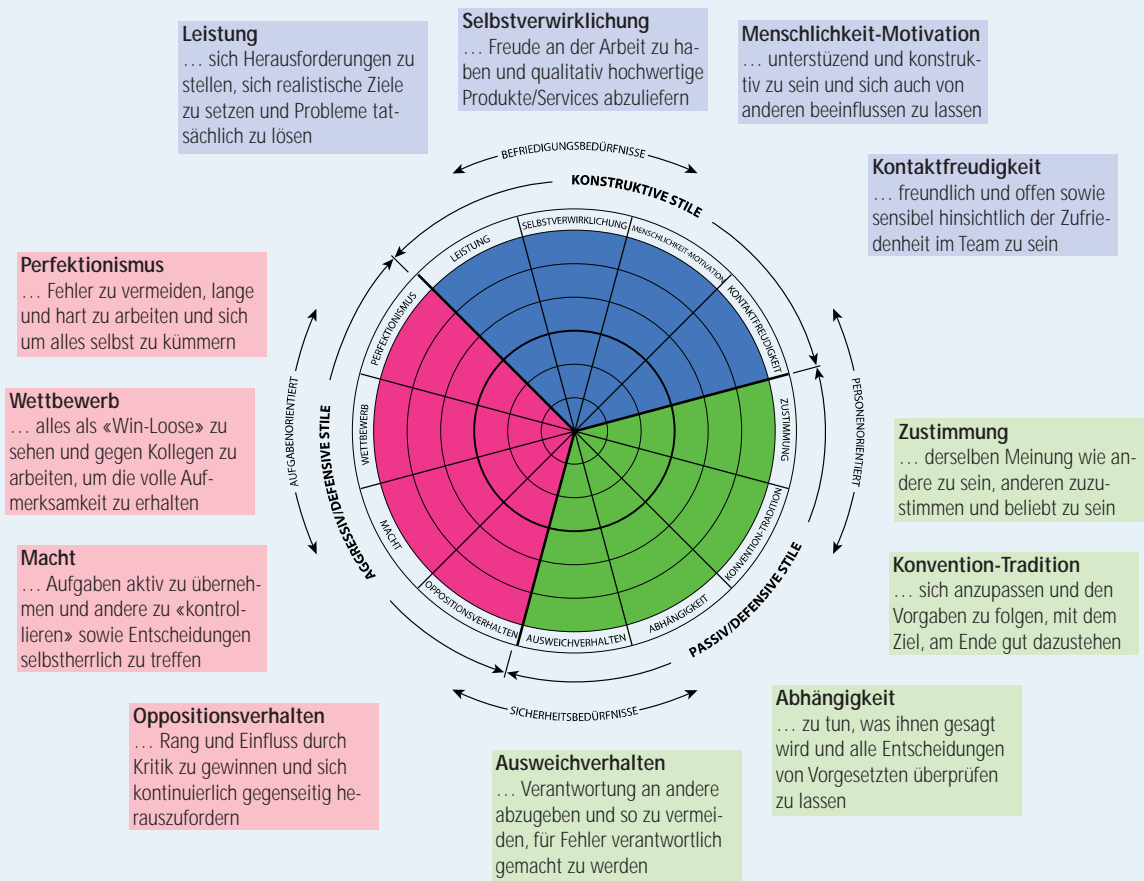 Leistung
… sich Herausforderungen zu
stellen, sich realistische Ziele
zu setzen und Probleme tat-
sächlich zu lösen
Selbstverwirklichung
… Freude an der Arbeit zu ha-
ben und qualitativ hochwertige
Produkte/Services abzuliefern
Menschlichkeit-Motivation
… unterstüzend und konstruk-
tiv zu sein und sich auch von
anderen beeinflussen zu lassen
Kontaktfreudigkeit
… freundlich und offen sowie
sensibel hinsichtlich der Zufrie-
denheit im Team zu sein
Perfektionismus
… Fehler zu vermeiden, lange
und hart zu arbeiten und sich
um alles selbst zu kümmern
Wettbewerb
… alles als «Win-Loose» zu
sehen und gegen Kollegen zu
arbeiten, um die volle Auf-
merksamkeit zu erhalten
Macht
… Aufgaben aktiv zu überneh-
men und andere zu «kontrol-
lieren» sowie Entscheidungen
selbstherrlich zu treffen
Oppositionsverhalten
… Rang und Einfluss durch
Kritik zu gewinnen und sich
kontinuierlich gegenseitig he-
rauszufordern
BEFRIEDIGUNGSBEDÜRFNISSE
KONSTRUKTIVE STILE
LEISTUNG
SELBSTVERWIRKLICHUNG
MENSCHLICHKEIT-MOTIVATION
KONTAKTFREUDIGKEIT
ZUSTIMMUNG
KONVENTION-TRADITION
ABHÄNGIGKEIT
AUSWEICHVERHALTEN
OPPOSITIONSVERHALTEN
MACHT
WETTBEWERB
PERFEKTIONISMUS
AUFGABENORIENTIERT
AGGRESSIV/DEFENSIVE STILE
PERSONENORIENTIERT
PASSIV/DEFENSIVE STILE
SICHERHEITSBEDÜRFNISSE
Zustimmung
… derselben Meinung wie an-
dere zu sein, anderen zuzu-
stimmen und beliebt zu sein
Konvention-Tradition
… sich anzupassen und den
Vorgaben zu folgen, mit dem
Ziel, am Ende gut dazustehen
Abhängigkeit
… zu tun, was ihnen gesagt
wird und alle Entscheidungen
von Vorgesetzten überprüfen
zu lassen
Ausweichverhalten
… Verantwortung an andere
abzugeben und so zu vermei-
den, für Fehler verantwortlich
gemacht zu werden